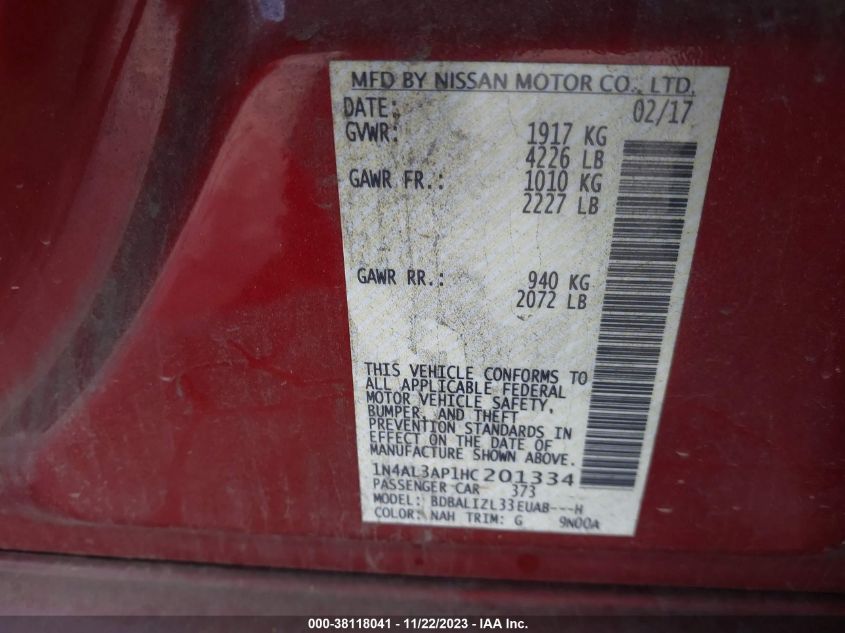 MFD BY NISSAN MOTOR CO., LTD.
DATE: 02/17
GVWR: 1917 KG
4226 LB
GAWR FR.: 1010 KG
2227 LB
GAWR RR.: 940 KG
2072 LB
THIS VEHICLE CONFORMS TO
ALL APPLICABLE FEDERAL
MOTOR VEHICLE SAFETY,
BUMPER, AND THEFT
PREVENTION STANDARDS IN
EFFECT ON THE DATE OF
MANUFACTURE SHOWN ABOVE.
1N4AL3AP1HC201334
PASSENGER CAR 373
MODEL: BDBALIZL33EUAB---H
COLOR: NAH TRIM: G 9N00A
000-38118041 - 11/22/2023 - IAA Inc.